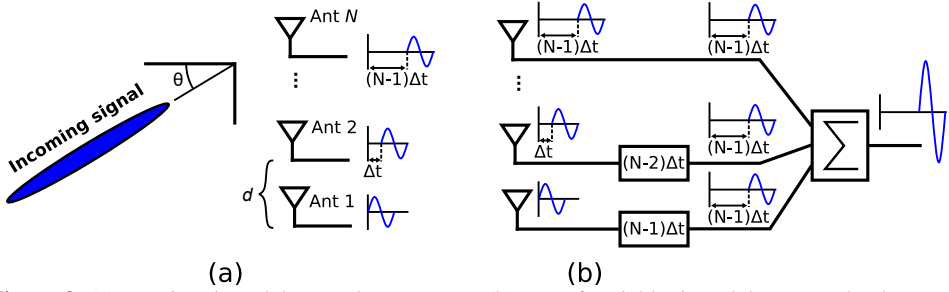 Ant N
(N-1)Δt
...
θ
Incoming signal
Ant 2
Δt
d
Ant 1
(a)
(N-1)Δt
(N-1)Δt
...
Δt
(N-2)Δt
(N-1)Δt
(N-1)Δt
(N-1)Δt
Σ
(b)